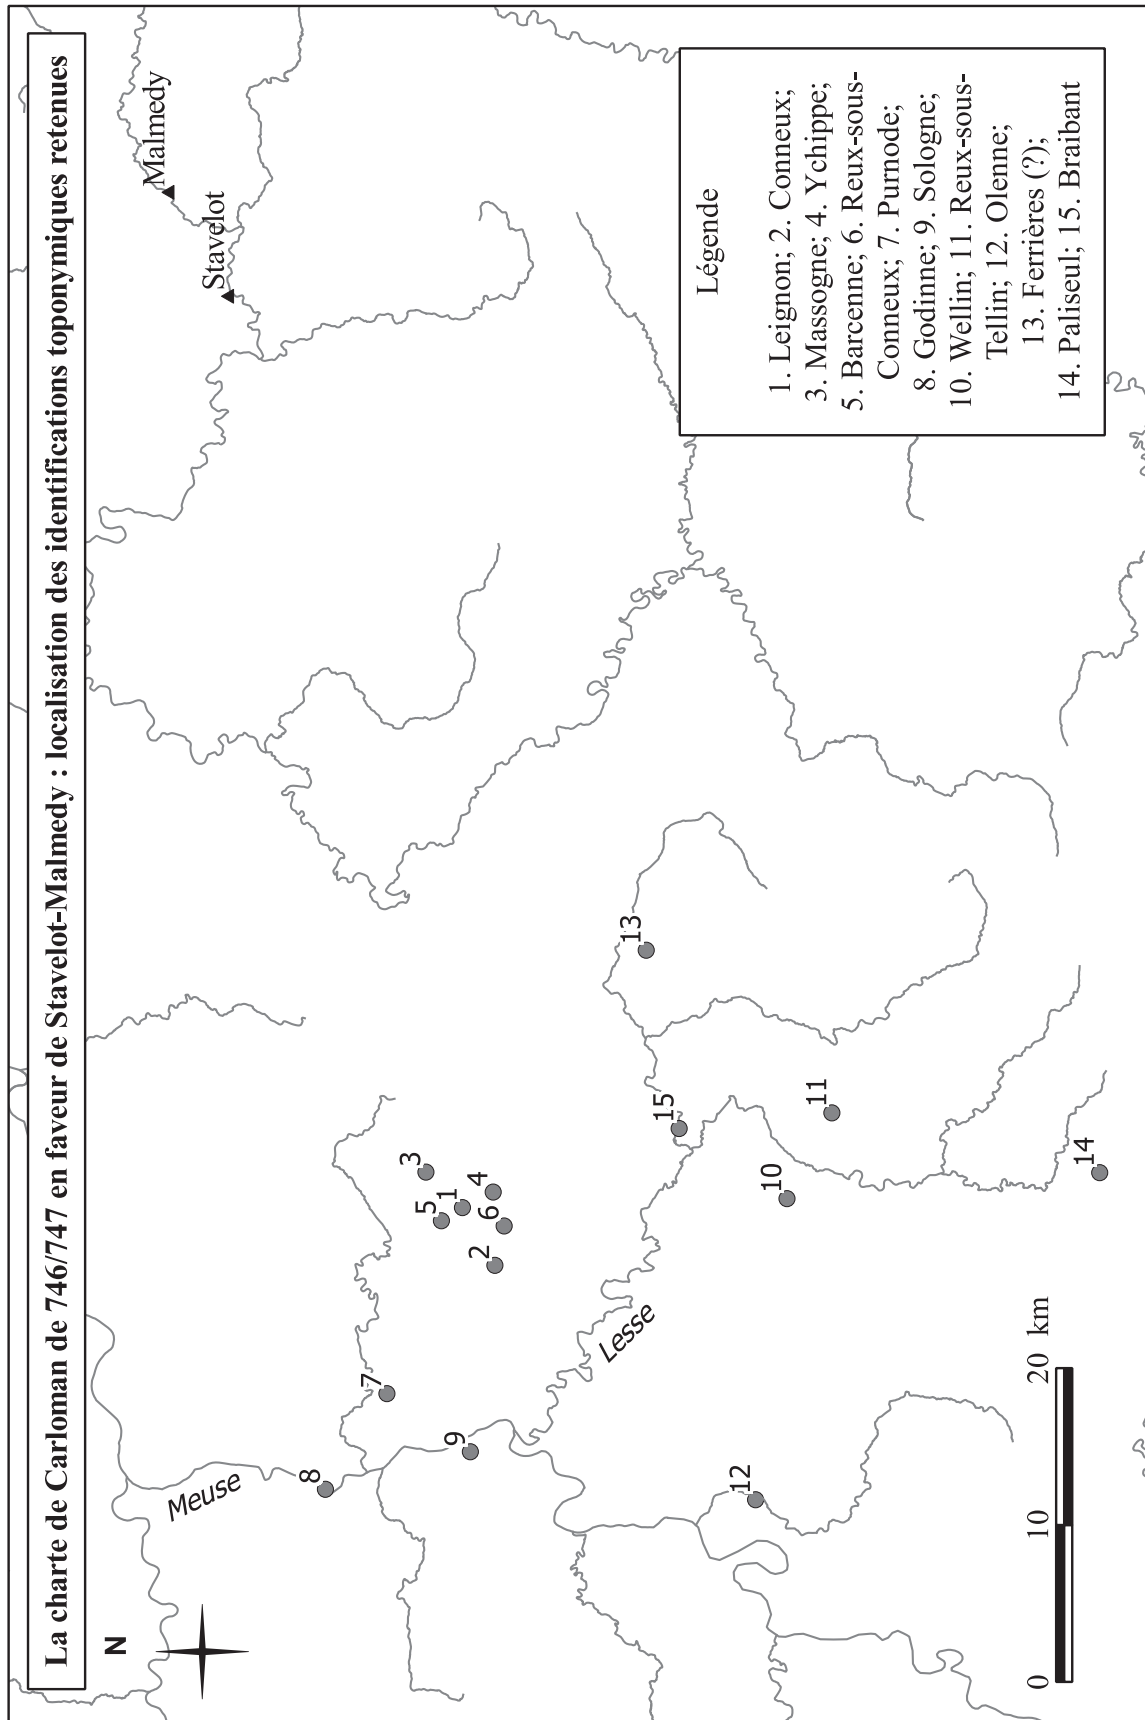 La charte de Carloman de 746/747 en faveur de Stavelot-Malmedy : localisation des identifications toponymiques retenues
N
Malmedy
Stavelot
Meuse
8
7
3
5
1
9
4
6
2
13
Lesse
15
12
10
11
14
0 10 20 km
Légende
1. Leignon; 2. Conneux;
3. Massogne; 4. Ychippe;
5. Barcenne; 6. Reux-sous-
Conneux; 7. Purnode;
8. Godinne; 9. Sologne;
10. Wellin; 11. Reux-sous-
Tellin; 12. Olenne;
13. Ferrières (?);
14. Paliseul; 15. Braibant